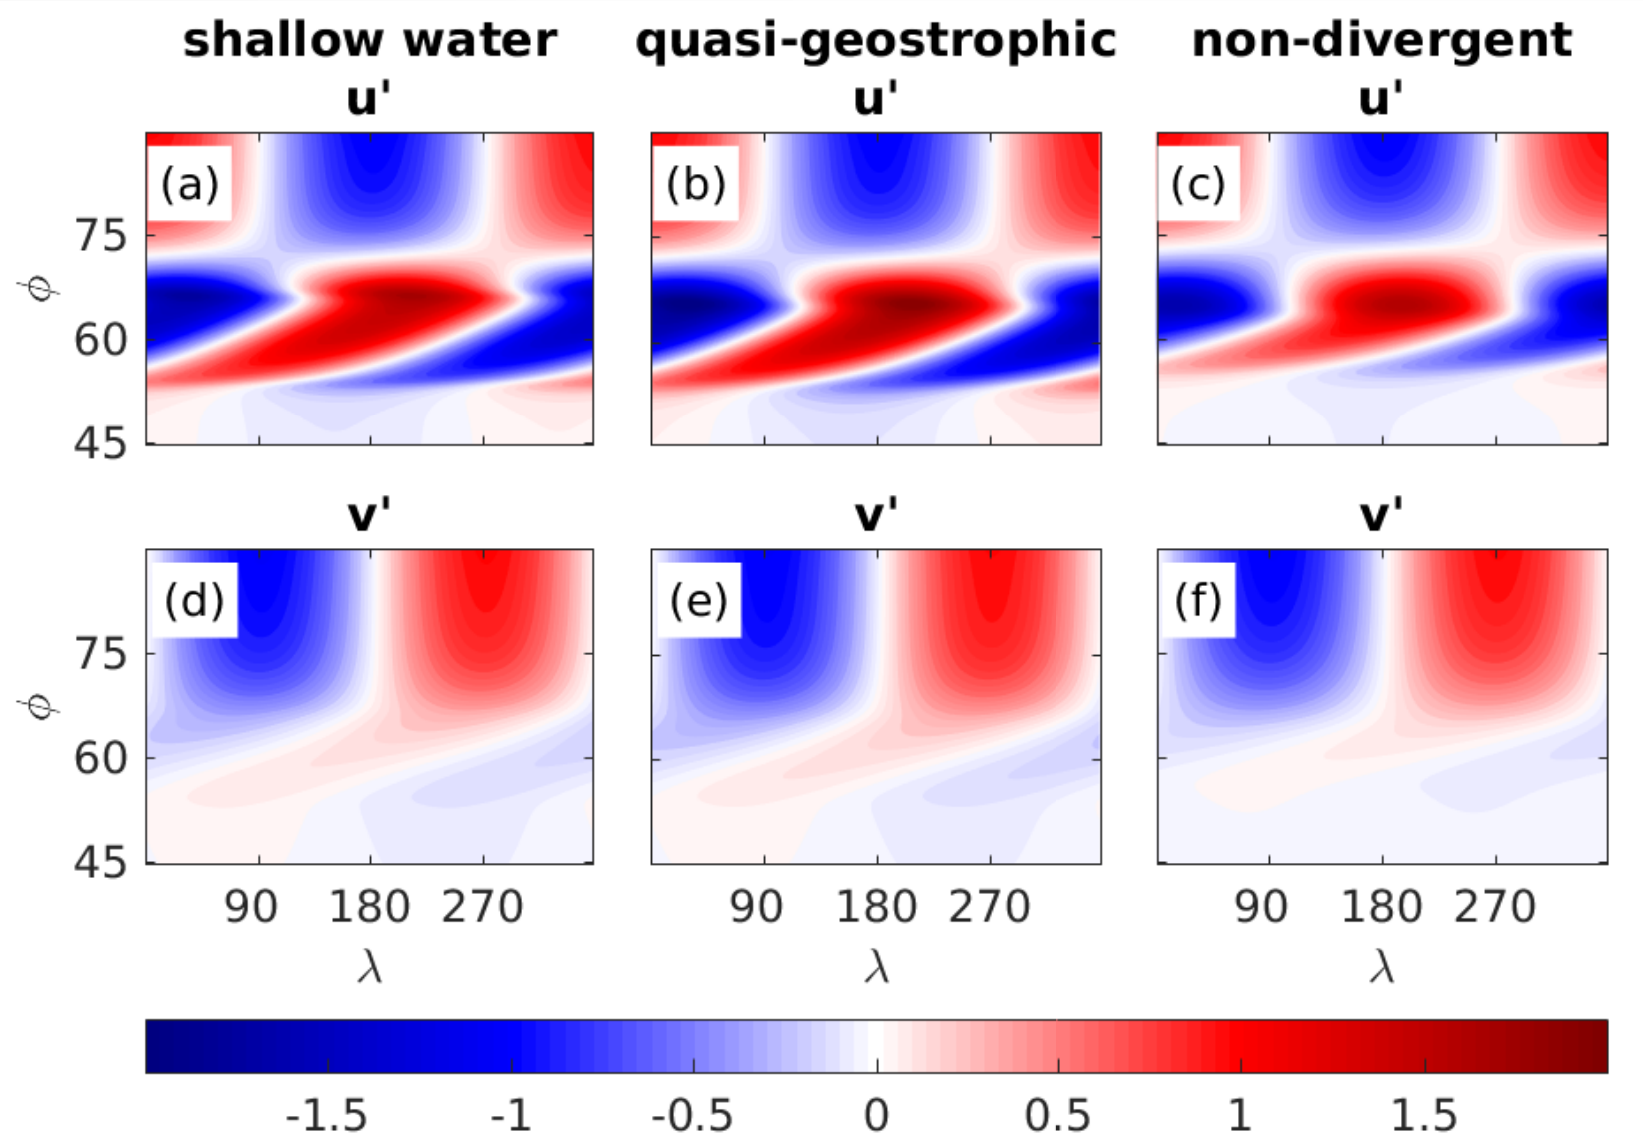 shallow water quasi-geostrophic non-divergent
u' u' u'
(a) (b) (c)
75
ϕ
60
45
v' v' v'
(d) (e) (f)
75
ϕ
60
45
90 180 270 90 180 270 90 180 270
λ λ λ
-1.5 -1 -0.5 0 0.5 1 1.5